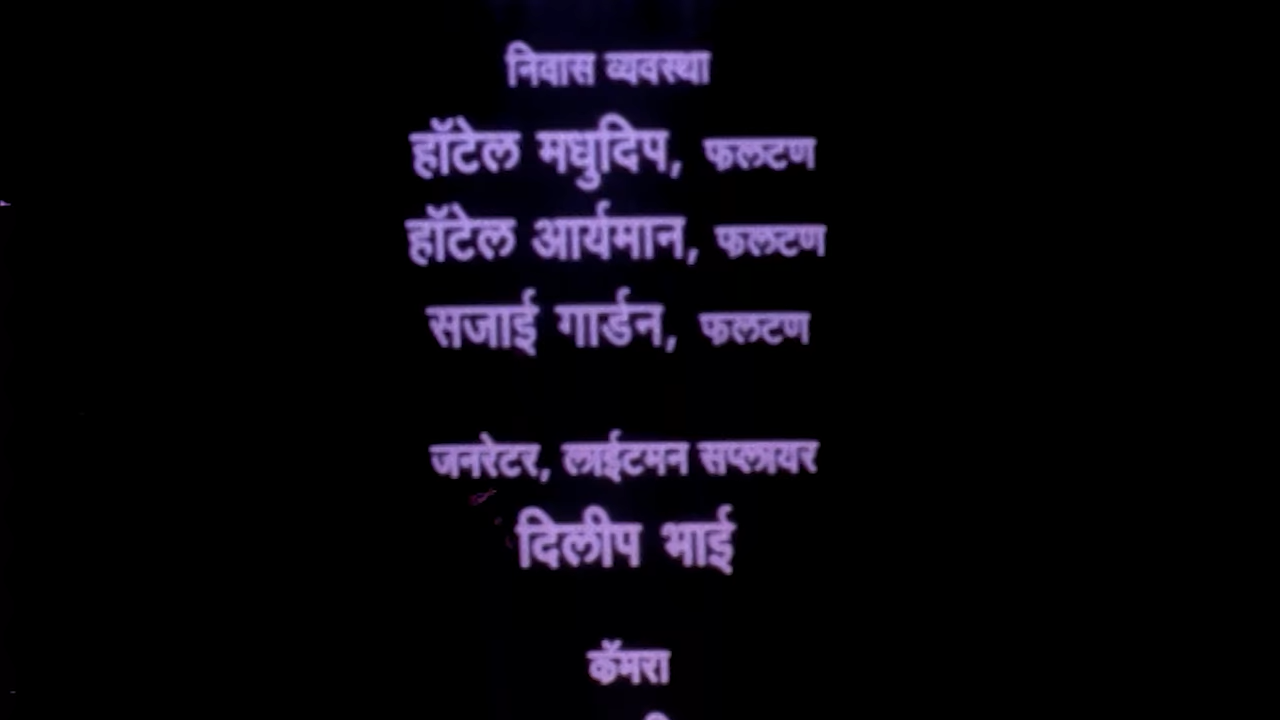 निवास व्यवस्था
हॉटेल मधुदिप, फलटण
हॉटेल आर्यमान, फलटण
सजाई गार्डन, फलटण
जनरेटर, लाईटमन सप्लायर
दिलीप भाई
कॅमरा